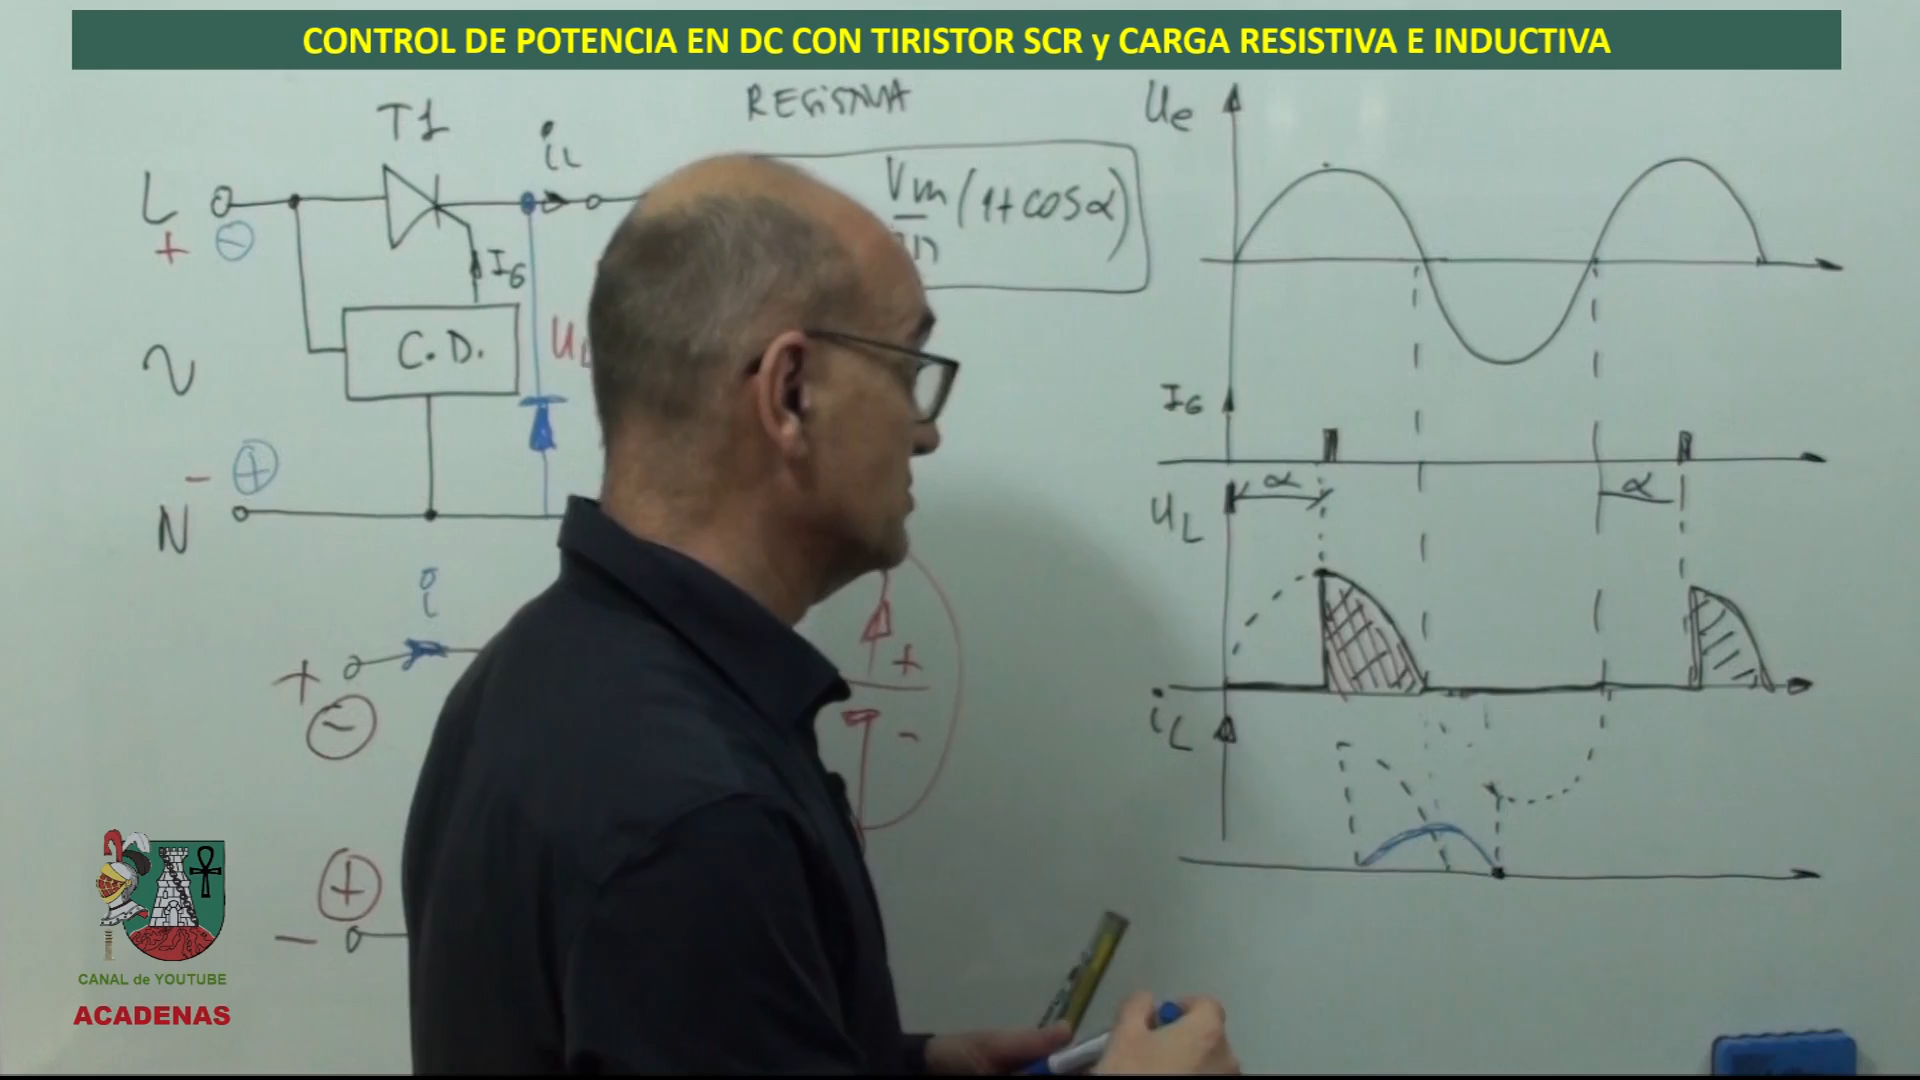 CONTROL DE POTENCIA EN DC CON TIRISTOR SCR y CARGA RESISTIVA E INDUCTIVA
T1
iL
L
+
-
IG
C.D.
UL
-
+
N
i
+
-
+
-
+
-
Vm (1+cosα)
Ue
IG
α
α
UL
iL
CANAL de YOUTUBE
ACADENAS